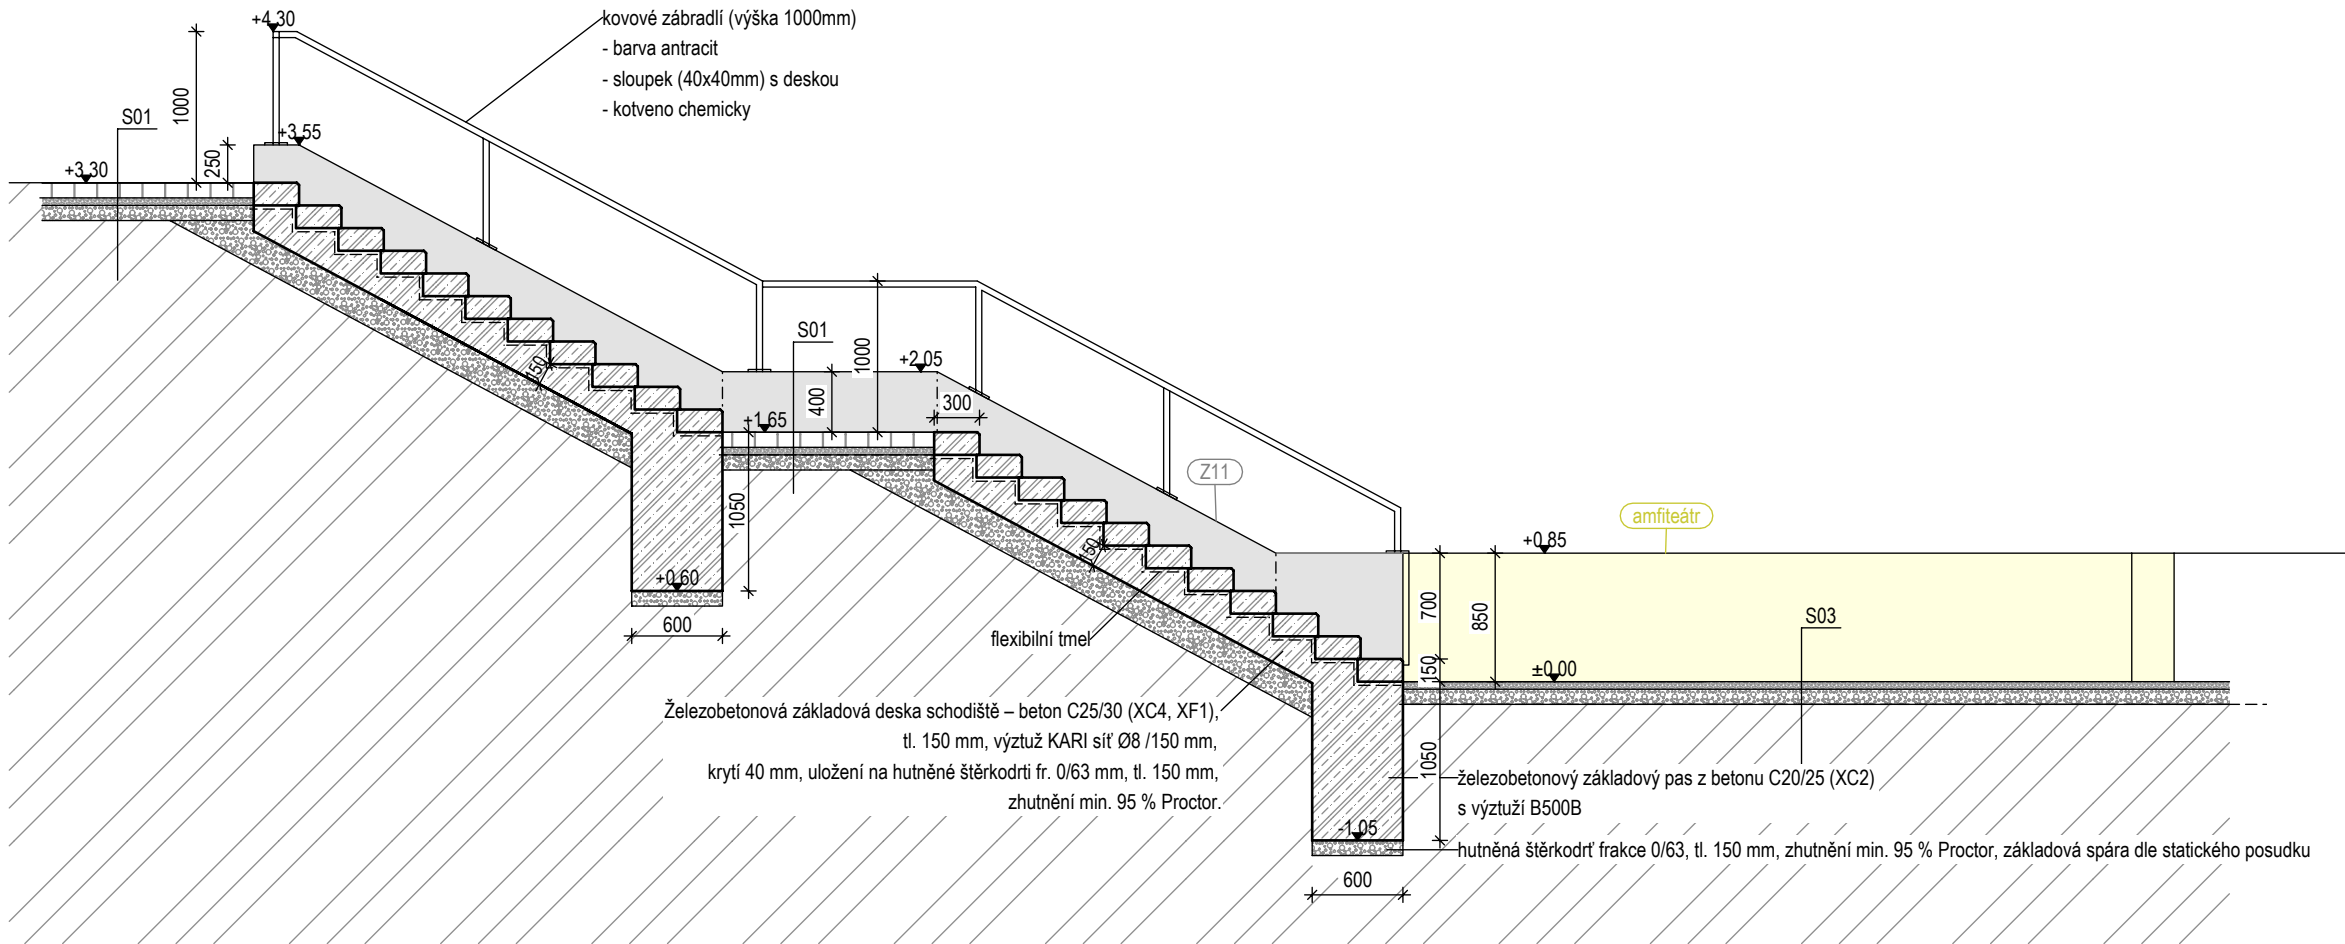 +4,30
kovové zábradlí (výška 1000mm)
- barva antracit
- sloupek (40x40mm) s deskou
- kotveno chemicky
1000
S01
+3,55
250
+3,30
S01
1000
+2,05
150
400
300
+1,65
Z11
1050
amfiteátr
+0,85
150
+0,60
700
850
S03
600
flexibilní tmel
150
±0,00
Železobetonová základová deska schodiště – beton C25/30 (XC4, XF1),
tl. 150 mm, výztuž KARI síť Ø8 /150 mm,
krytí 40 mm, uložení na hutněné štěrkodrti fr. 0/63 mm, tl. 150 mm,
zhutnění min. 95 % Proctor.
1050
železobetonový základový pas z betonu C20/25 (XC2)
s výztuží B500B
-1,05
hutněná štěrkodrť frakce 0/63, tl. 150 mm, zhutnění min. 95 % Proctor, základová spára dle statického posudku
600